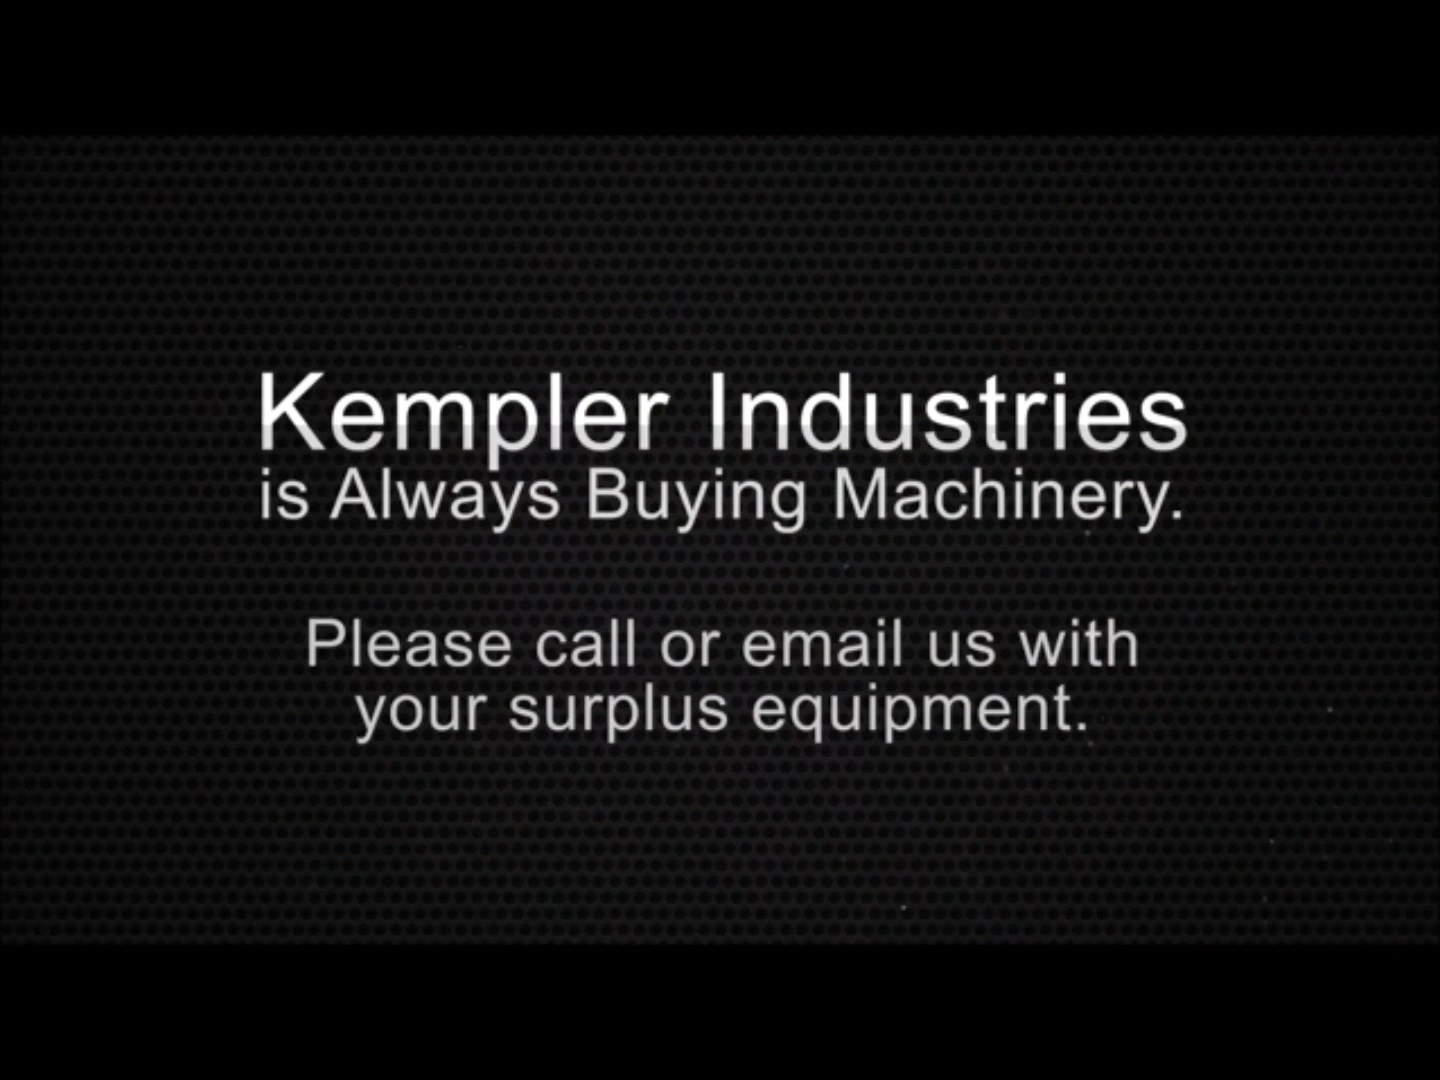 Kempler Industries
is Always Buying Machinery.
Please call or email us with
your surplus equipment.